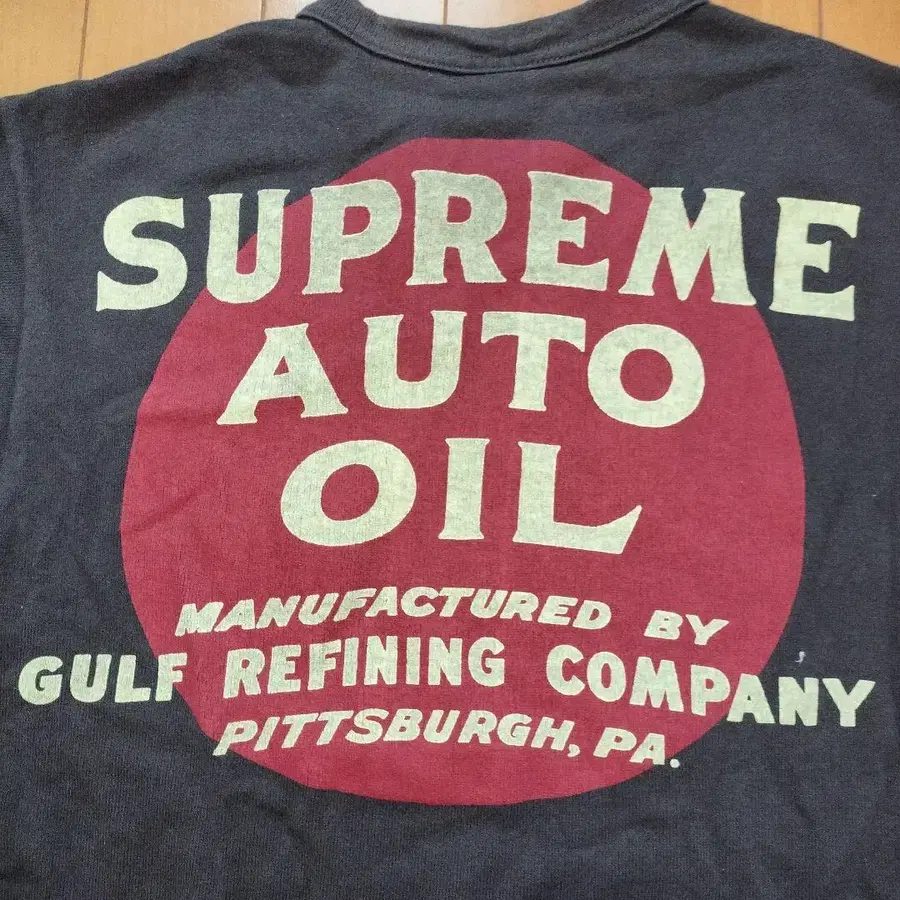 SUPREME
AUTO
OIL
MANUFACTURED BY
GULF REFINING COMPANY
PITTSBURGH, PA.